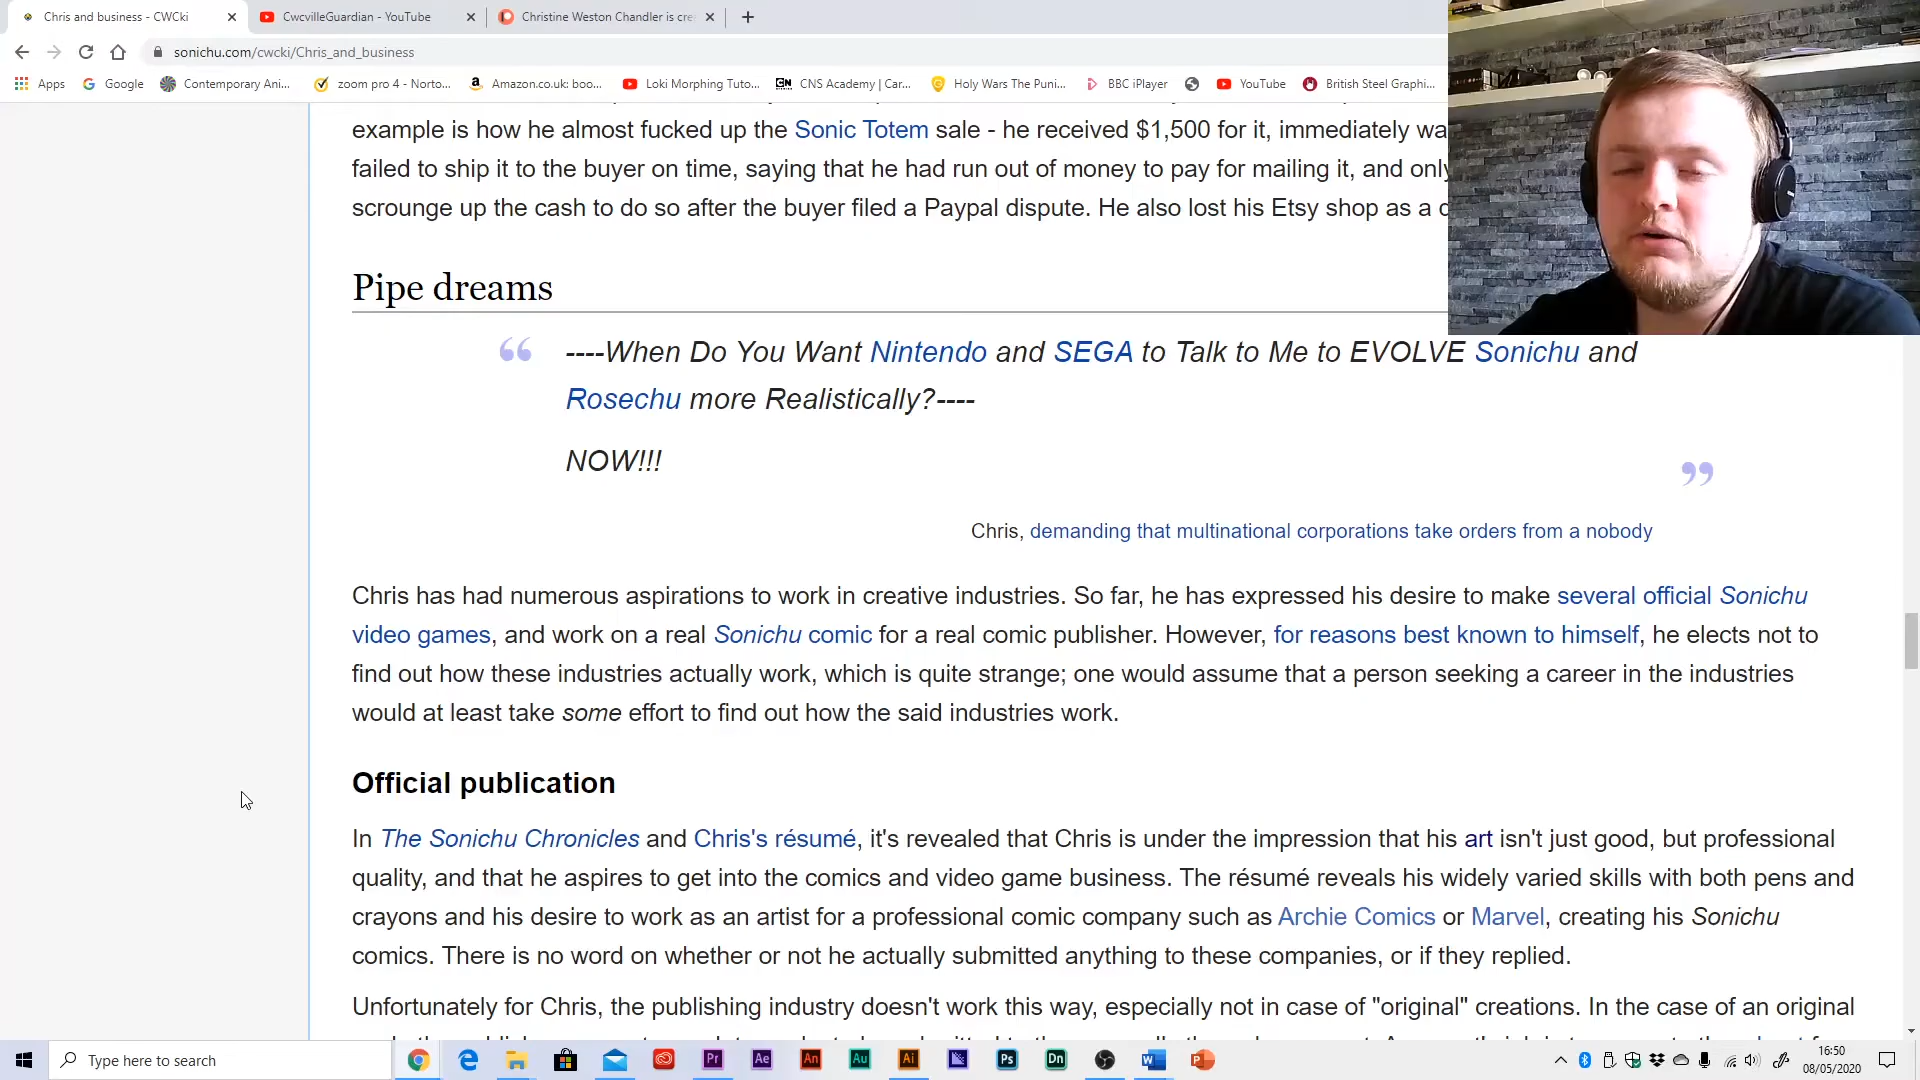 Chris and business - CWCki
CwcvilleGuardian - YouTube
Christine Weston Chandler is cre
sonichu.com/cwcki/Chris_and_business
Apps
Google
Contemporary Ani...
zoom pro 4 - Norto...
Amazon.co.uk: boo...
Loki Morphing Tuto...
CNS Academy | Car...
Holy Wars The Puni...
BBC iPlayer
YouTube
British Steel Graphi...
example is how he almost fucked up the Sonic Totem sale - he received $1,500 for it, immediately wa
failed to ship it to the buyer on time, saying that he had run out of money to pay for mailing it, and only
scrounge up the cash to do so after the buyer filed a Paypal dispute. He also lost his Etsy shop as a
Pipe dreams
“ ----When Do You Want Nintendo and SEGA to Talk to Me to EVOLVE Sonichu and
Rosechu more Realistically?----
NOW!!! ”
Chris, demanding that multinational corporations take orders from a nobody
Chris has had numerous aspirations to work in creative industries. So far, he has expressed his desire to make several official Sonichu
video games, and work on a real Sonichu comic for a real comic publisher. However, for reasons best known to himself, he elects not to
find out how these industries actually work, which is quite strange; one would assume that a person seeking a career in the industries
would at least take some effort to find out how the said industries work.
Official publication
In The Sonichu Chronicles and Chris's résumé, it's revealed that Chris is under the impression that his art isn't just good, but professional
quality, and that he aspires to get into the comics and video game business. The résumé reveals his widely varied skills with both pens and
crayons and his desire to work as an artist for a professional comic company such as Archie Comics or Marvel, creating his Sonichu
comics. There is no word on whether or not he actually submitted anything to these companies, or if they replied.
Unfortunately for Chris, the publishing industry doesn't work this way, especially not in case of "original" creations. In the case of an original
Type here to search
Pr
Ae
An
Au
Ai
Ps
Dn
16:50
08/05/2020